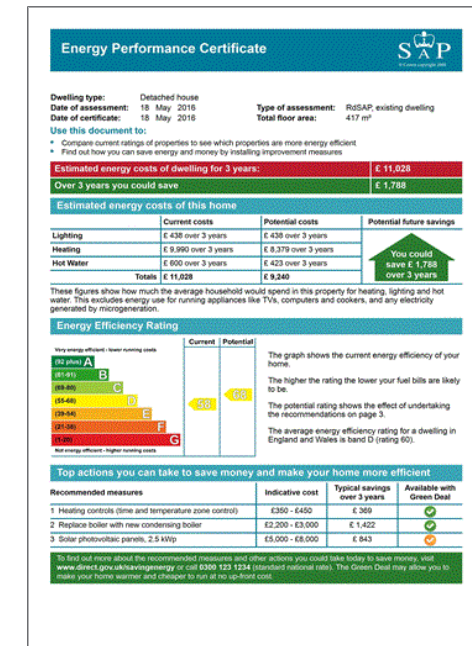 Energy Performance Certificate
SAP
© Crown copyright 2009
Dwelling type: Detached house
Date of assessment: 18 May 2016 Type of assessment: RdSAP, existing dwelling
Date of certificate: 18 May 2016 Total floor area: 417 m²
Use this document to:
• Compare current ratings of properties to see which properties are more energy efficient
• Find out how you can save energy and money by installing improvement measures
Estimated energy costs of dwelling for 3 years: £ 11,028
Over 3 years you could save £ 1,788
Estimated energy costs of this home
Current costs Potential costs Potential future savings
Lighting £ 438 over 3 years £ 438 over 3 years
Heating £ 9,990 over 3 years £ 8,379 over 3 years
Hot Water £ 600 over 3 years £ 423 over 3 years
Totals £ 11,028 £ 9,240
You could
save £ 1,788
over 3 years
These figures show how much the average household would spend in this property for heating, lighting and hot
water. This excludes energy use for running appliances like TVs, computers and cookers, and any electricity
generated by microgeneration.
Energy Efficiency Rating
Current Potential
Very energy efficient - lower running costs
(92 plus) A
(81-91) B
(69-80) C
(55-68) D
(39-54) E
(21-38) F
(1-20) G
Not energy efficient - higher running costs
58
68
The graph shows the current energy efficiency of your
home.
The higher the rating the lower your fuel bills are likely
to be.
The potential rating shows the effect of undertaking
the recommendations on page 3.
The average energy efficiency rating for a dwelling in
England and Wales is band D (rating 60).
Top actions you can take to save money and make your home more efficient
Recommended measures Indicative cost Typical savings over 3 years Available with Green Deal
1 Heating controls (time and temperature zone control) £350 - £450 £ 369
2 Replace boiler with new condensing boiler £2,200 - £3,000 £ 1,422
3 Solar photovoltaic panels, 2.5 kWp £5,000 - £8,000 £ 843
To find out more about the recommended measures and other actions you could take today to save money, visit
www.direct.gov.uk/savingenergy or call 0300 123 1234 (standard national rate). The Green Deal may allow you to
make your home warmer and cheaper to run at no up-front cost.